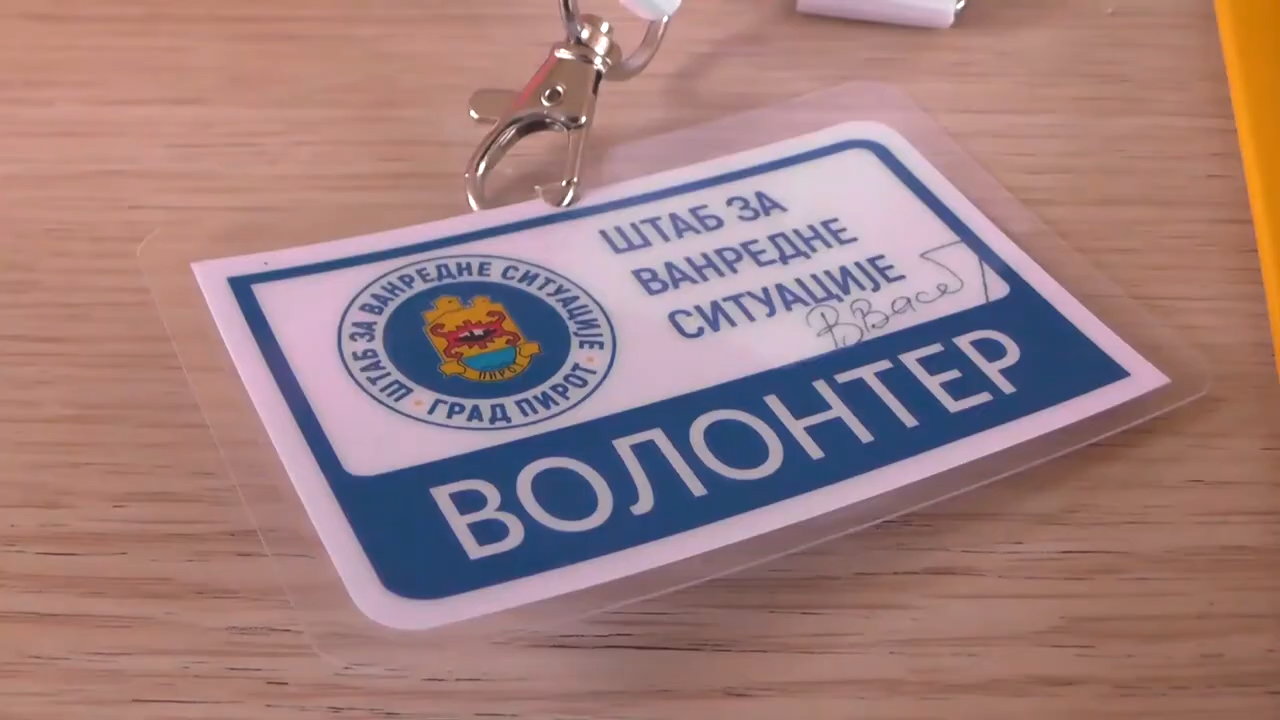 ШТАБ ЗА ВАНРЕДНЕ СИТУАЦИЈЕ
ГРАД ПИРОТ
ПИРОТ
ШТАБ ЗА
ВАНРЕДНЕ
СИТУАЦИЈЕ
ВОЛОНТЕР